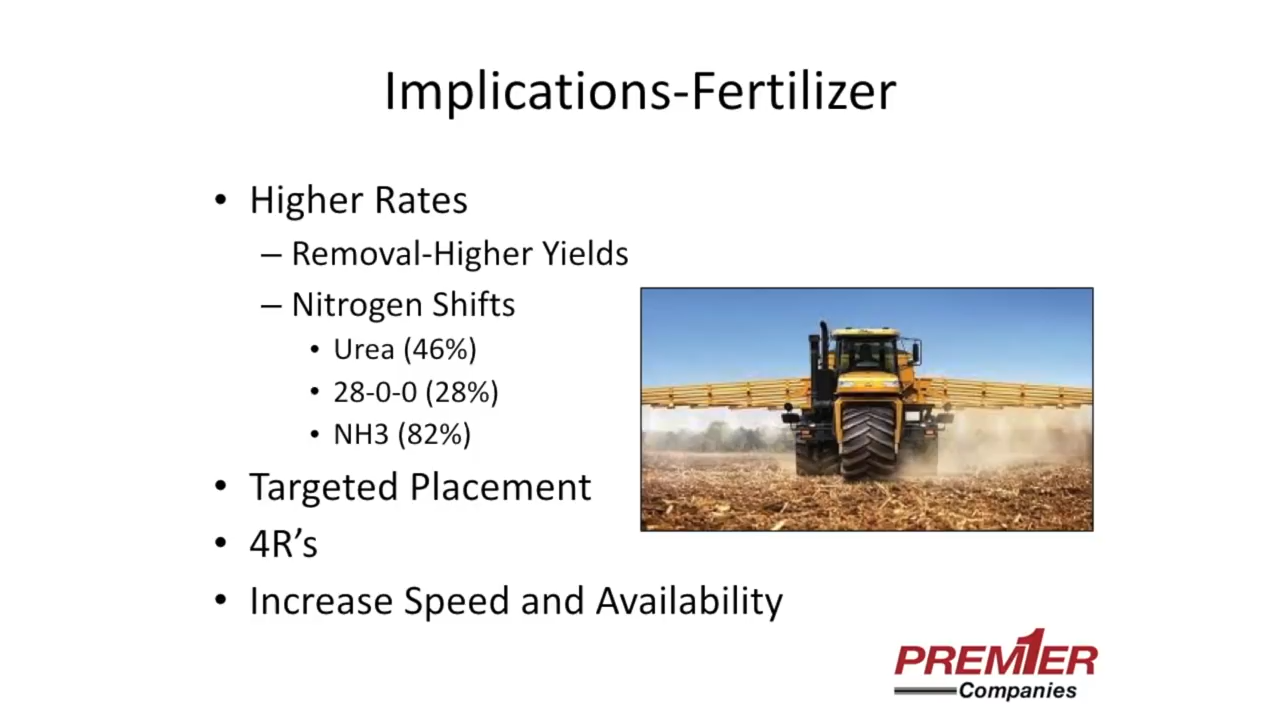 Implications-Fertilizer
• Higher Rates
– Removal-Higher Yields
– Nitrogen Shifts
• Urea (46%)
• 28-0-0 (28%)
• NH3 (82%)
• Targeted Placement
• 4R’s
• Increase Speed and Availability
PREM1ER
Companies